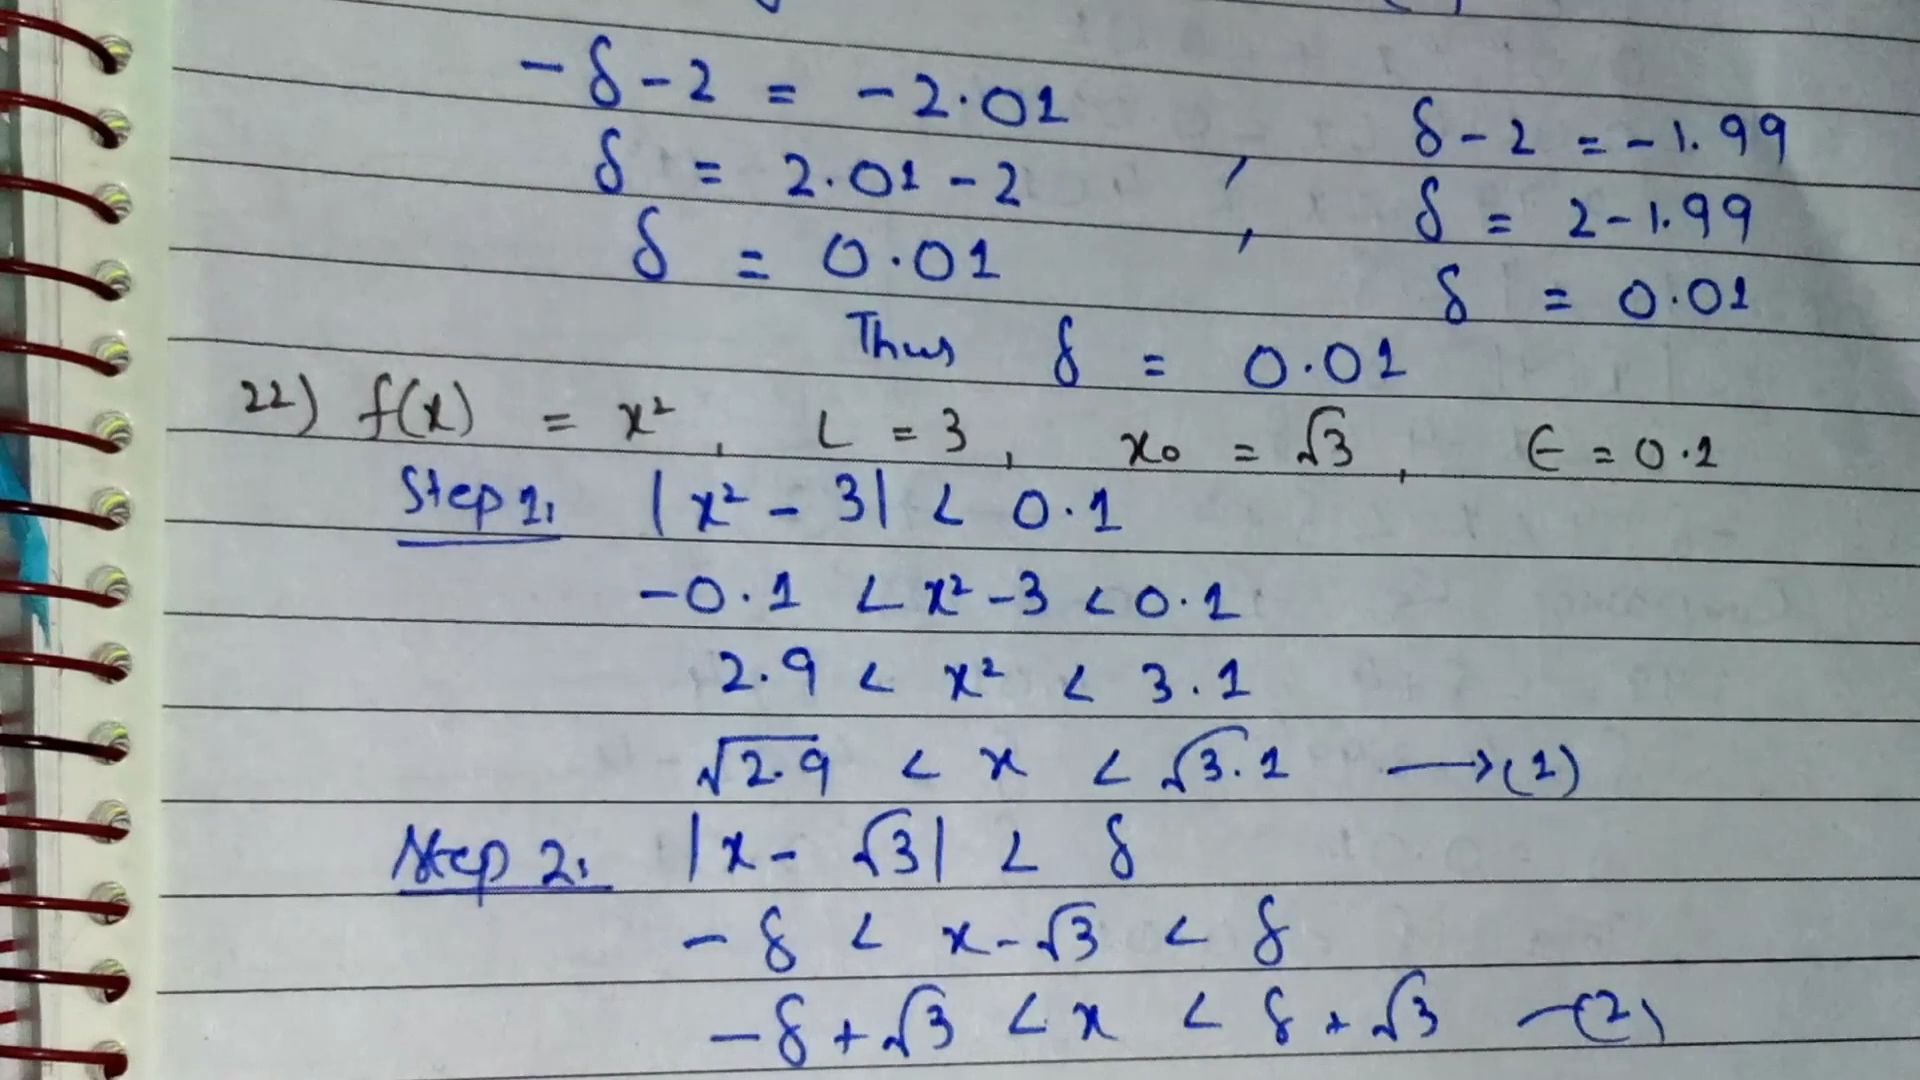 -δ-2 = -2.01
δ-2 = -1.99
δ = 2.01-2 ,
δ = 2-1.99
δ = 0.01 ,
δ = 0.01
Thus δ = 0.01
22) f(x) = x², L = 3, x₀ = √3, ϵ = 0.1
Step 1: |x² - 3| < 0.1
-0.1 < x²-3 < 0.1
2.9 < x² < 3.1
√2.9 < x < √3.1 →(1)
Step 2: |x - √3| < δ
-δ < x-√3 < δ
-δ+√3 < x < δ+√3 —(2)